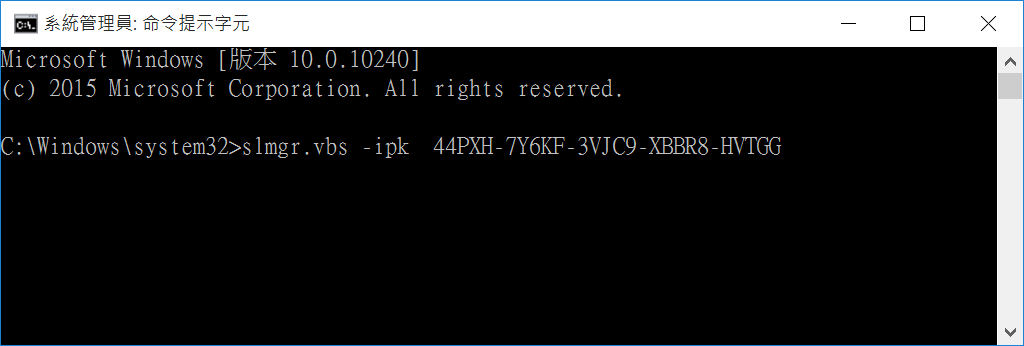 系統管理員: 命令提示字元
Microsoft Windows [版本 10.0.10240]
(c) 2015 Microsoft Corporation. All rights reserved.
C:\Windows\system32>slmgr.vbs -ipk  44PXH-7Y6KF-3VJC9-XBBR8-HVTGG